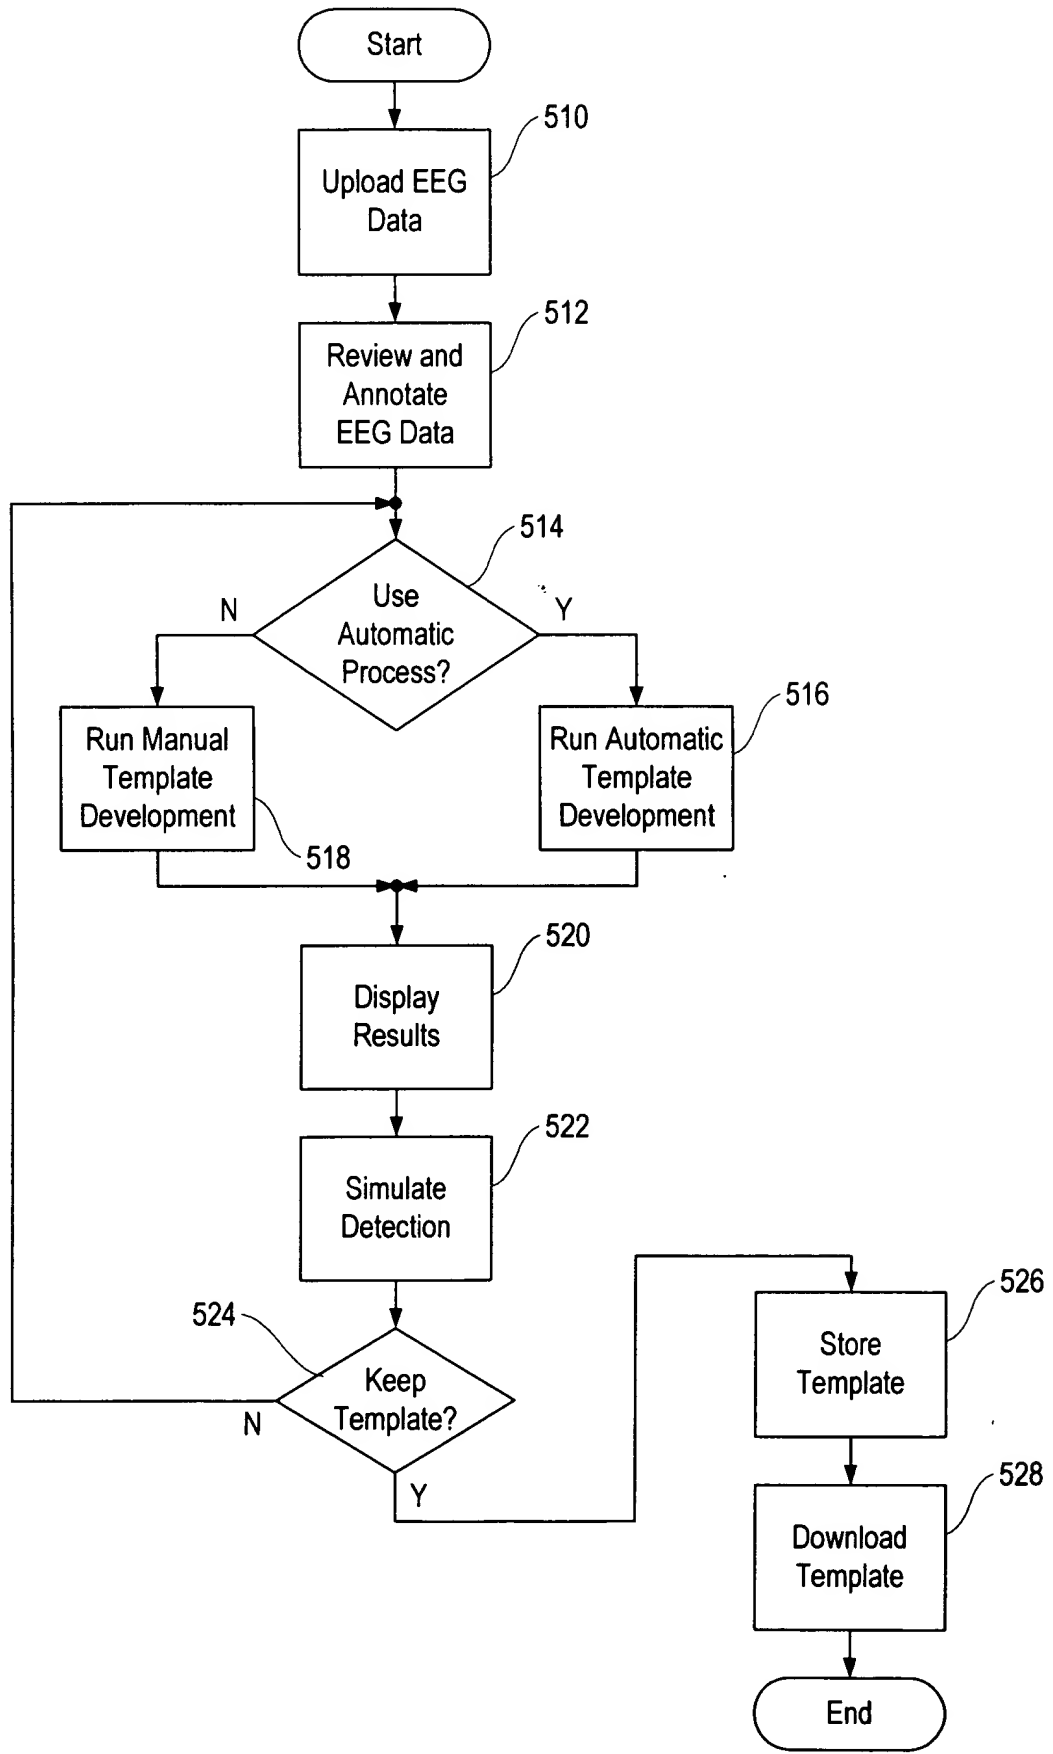 Start
510
Upload EEG
Data
512
Review and
Annotate
EEG Data
514
Use
Automatic
Process?
N
Y
516
Run Manual
Template
Development
518
Run Automatic
Template
Development
520
Display
Results
522
Simulate
Detection
524
Keep
Template?
N
Y
526
Store
Template
528
Download
Template
End